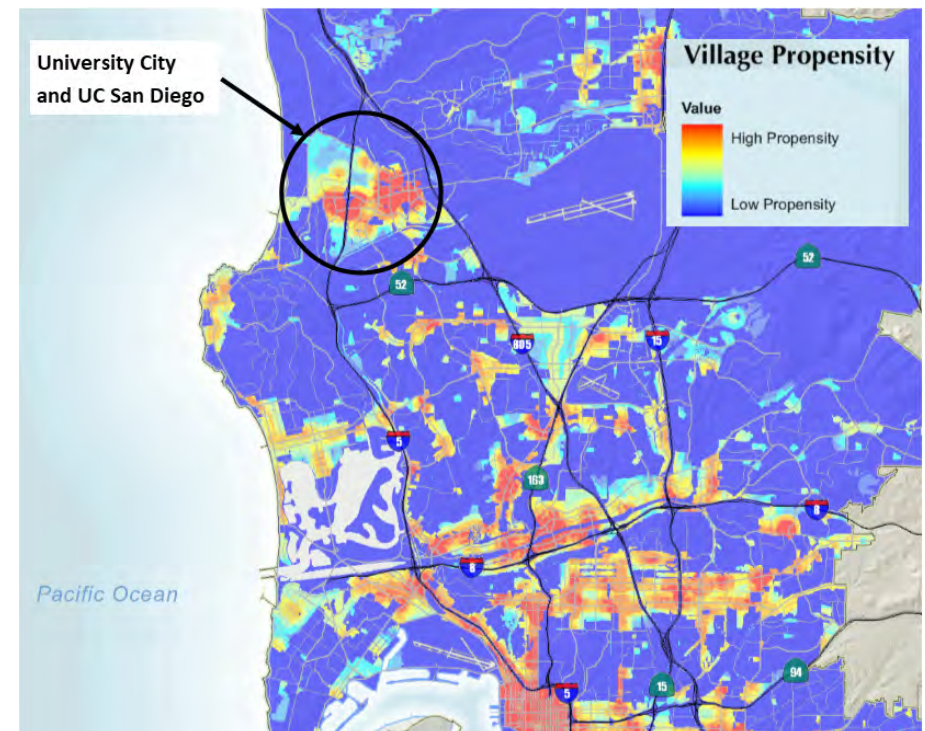 University City
and UC San Diego
Village Propensity
Value
High Propensity
Low Propensity
52
52
805
15
5
163
8
8
Pacific Ocean
94
15
5